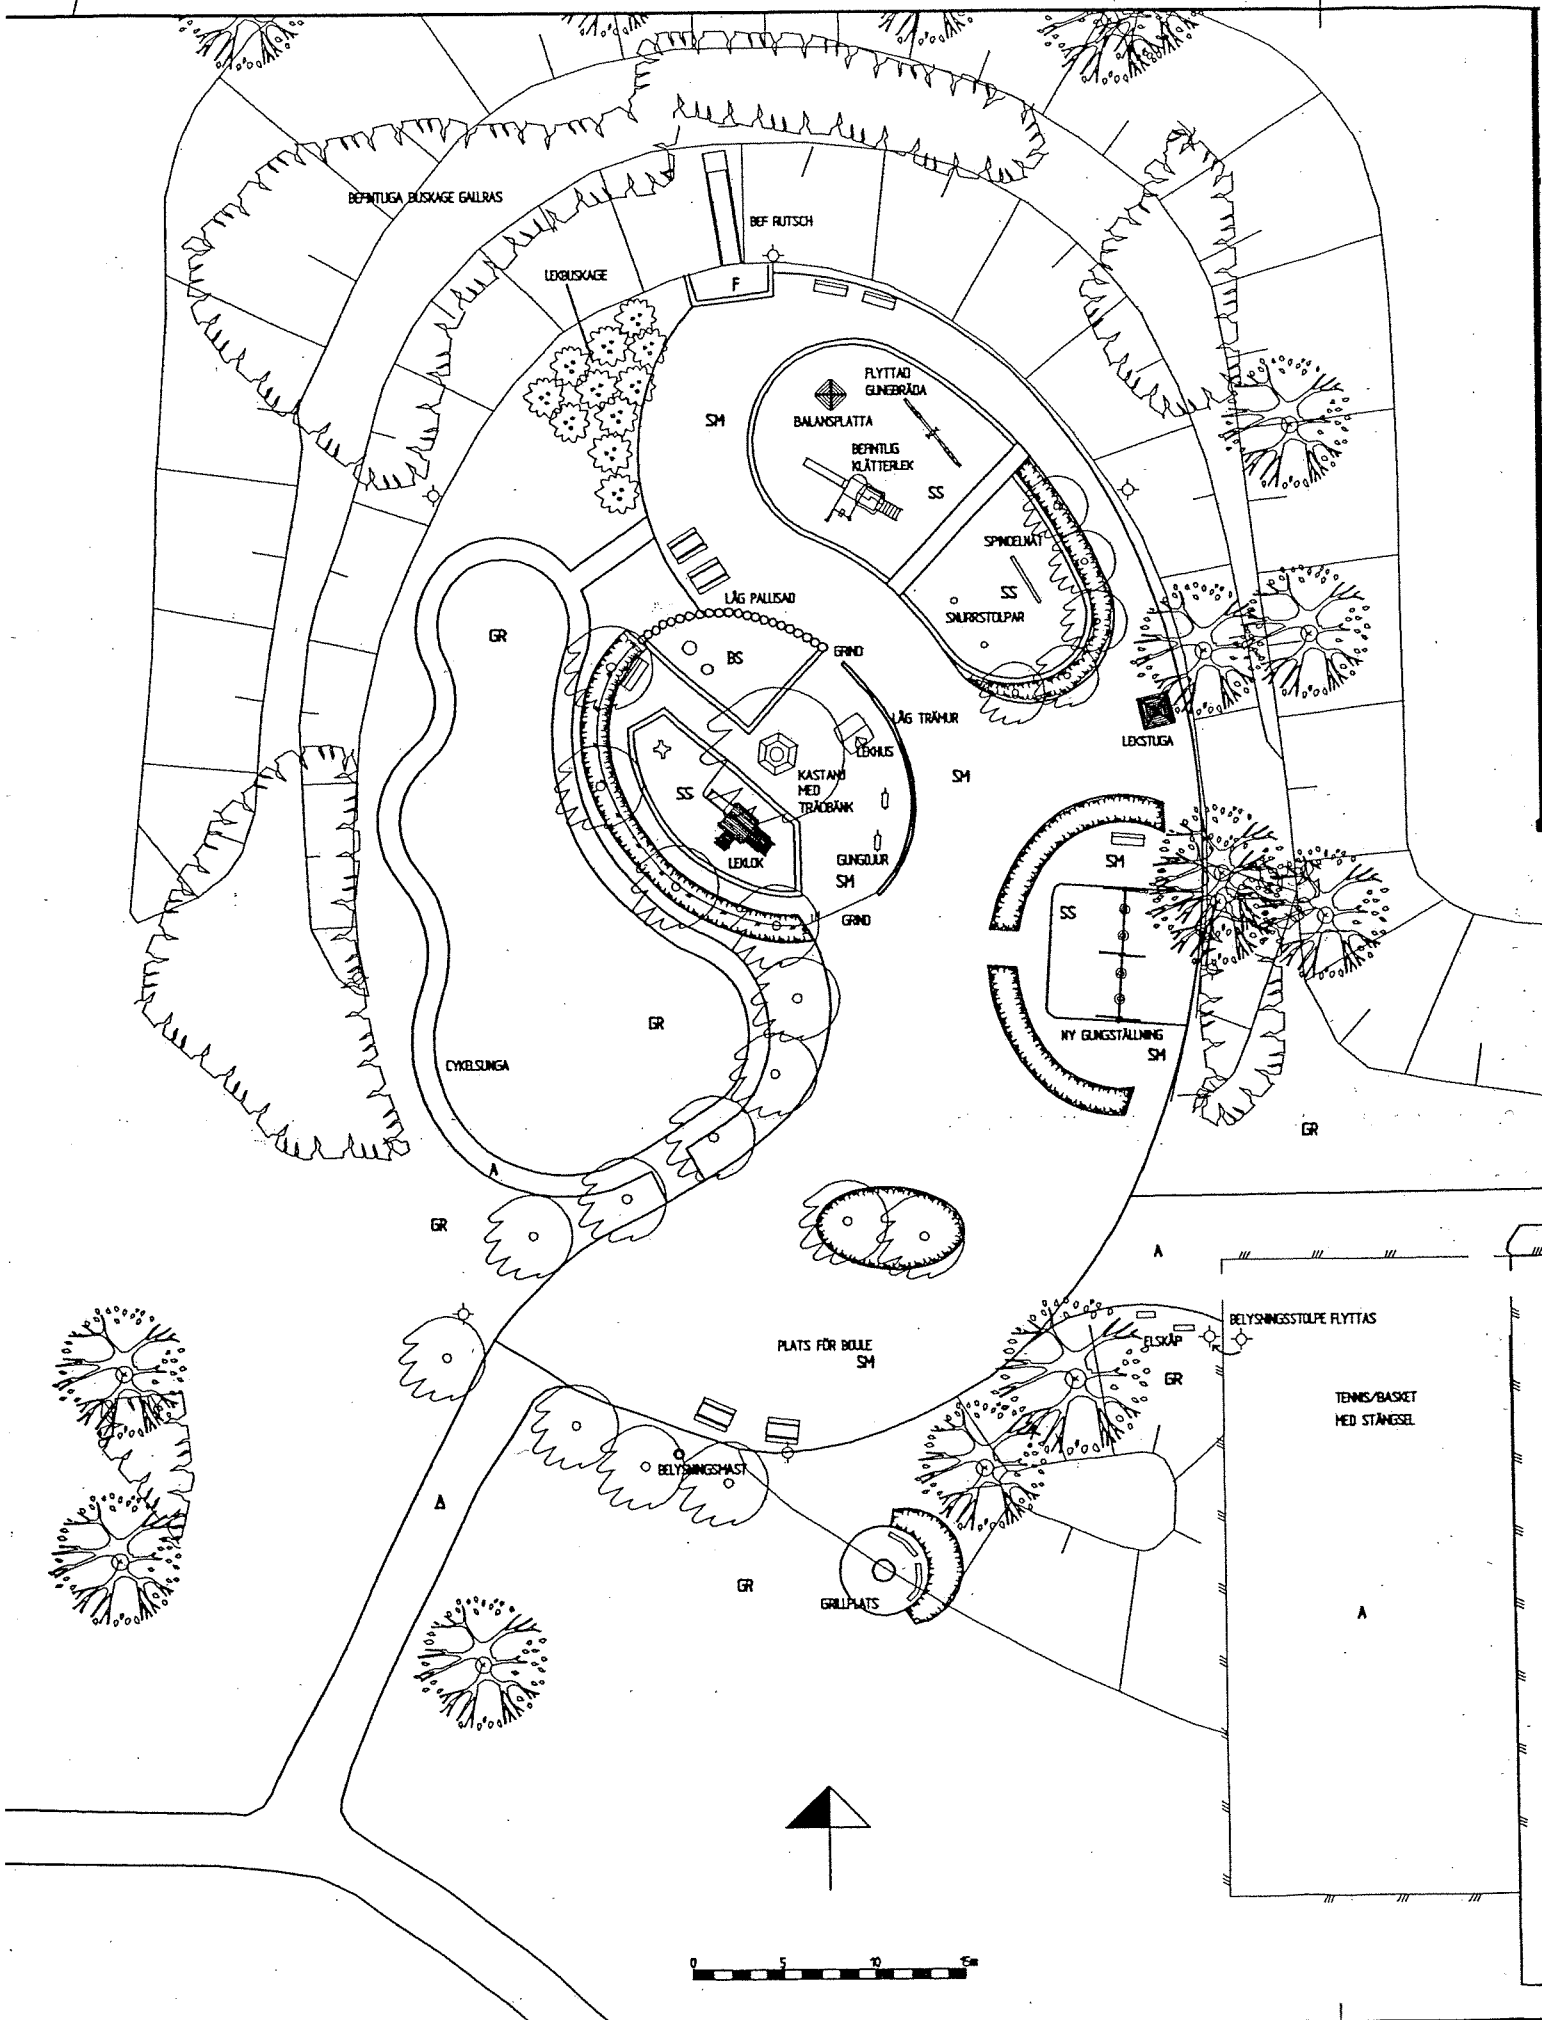 BEFINTLIGA BUSKAGE GALLRAS
BEF RUTSCH
LEKBUSKAGE
F
FLYTTAD
GUNGBRÄDA
SM
BALANSPLATTA
BEFINTLIG
KLÄTTERLEK
SS
SPINDELNÄT
SS
SNURRSTOLPAR
LÅG PALLISAD
GR
BS
GRIND
LÅG TRÄMUR
LEKHUS
LEKSTUGA
KASTANJ
MED
TRÄDBÄNK
SM
SS
LEKLOK
GUNGDJUR
SM
GRIND
SM
SS
GR
NY GUNGSTÄLLNING
SM
CYKELSLINGA
GR
A
GR
A
BELYSNINGSSTOLPE FLYTTAS
ELSKÅP
PLATS FÖR BOULE
SM
GR
TENNIS/BASKET
MED STÄNGSEL
BELYSNINGSMAST
A
GR
GRILLPLATS
A
0 5 10 15m